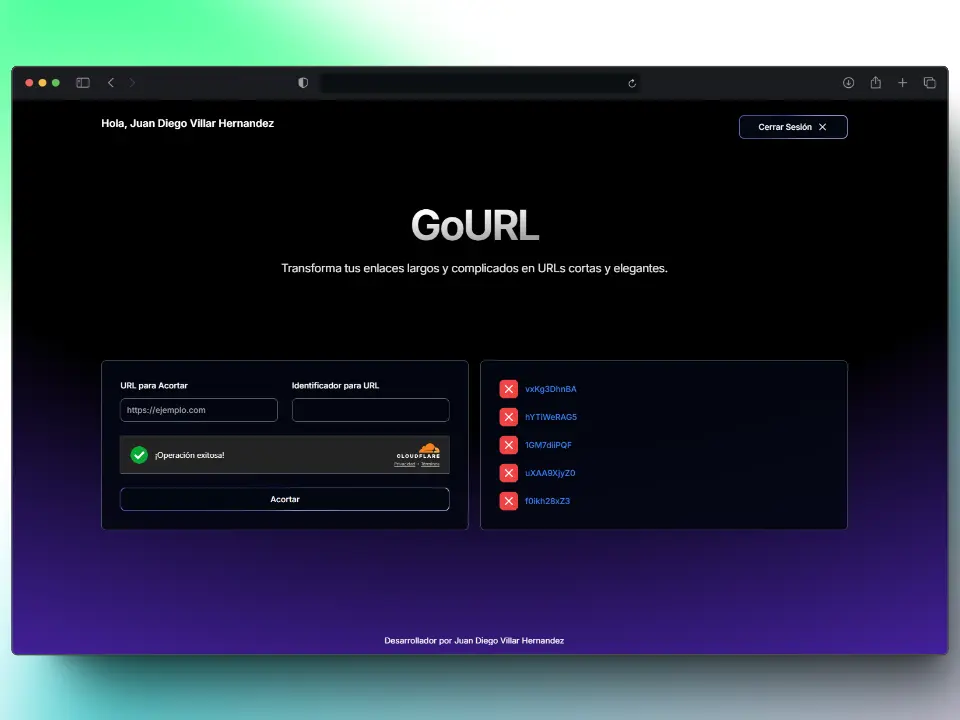 Hola, Juan Diego Villar Hernandez
Cerrar Sesión
GoURL
Transforma tus enlaces largos y complicados en URLs cortas y elegantes.
URL para Acortar
Identificador para URL
https://ejemplo.com
¡Operación exitosa!
CLOUDFLARE
Privacidad • Términos
Acortar
vxKg3DhnBA
hYTiWeRAG5
1GM7diIPQF
uXAA9XjyZ0
f0ikh28xZ3
Desarrollador por Juan Diego Villar Hernandez